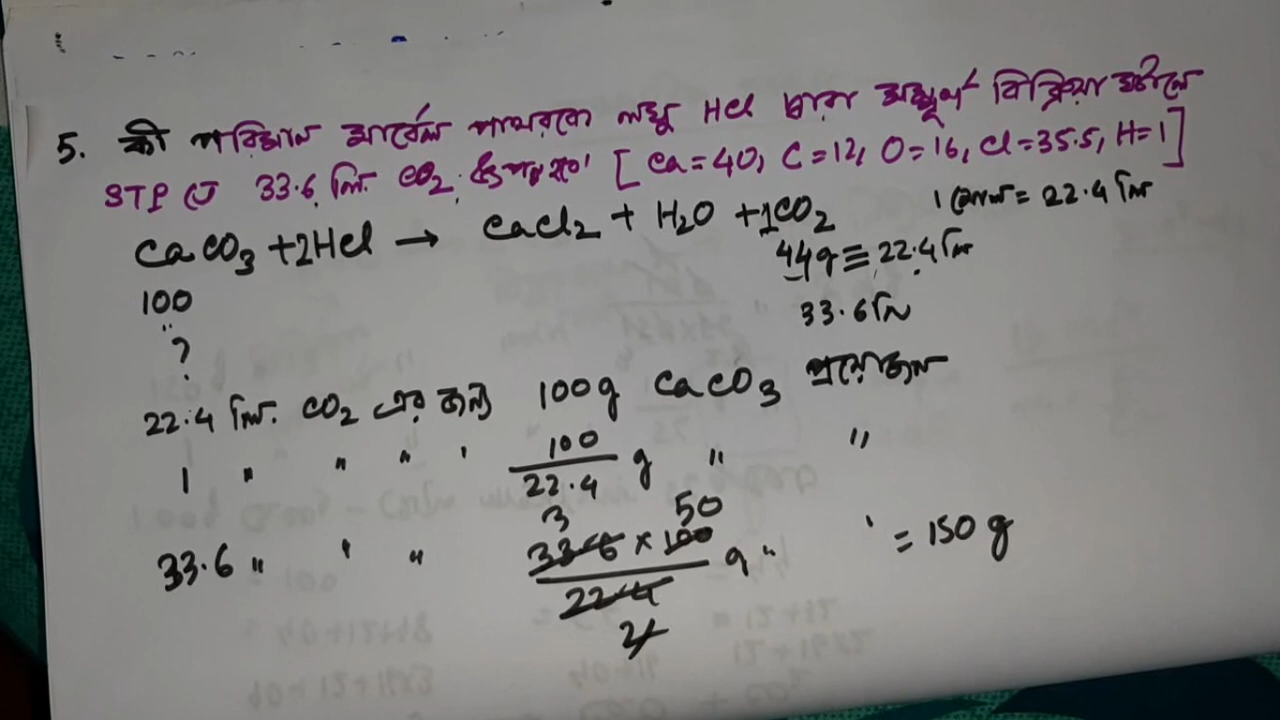 5. কী পরিমান মার্বেল পাথরকে লঘু HCl দ্বারা সম্পূর্ণ বিক্রিয়া ঘটালে
STP তে 33.6 লি. CO₂ উৎপন্ন হবে [ Ca = 40, C = 12, O = 16, Cl = 35.5, H = 1 ]
1 মোল = 22.4 লি
CaCO₃ + 2HCl → CaCl₂ + H₂O + 1CO₂
44g ≡ 22.4 লি
100
33.6 লি
"
?
22.4 লি. CO₂ এর জন্য 100g CaCO₃ প্রয়োজন
1 " " " ' 100/22.4 g " "
3 50
33.6 " ' " 33.6 × 100/22.4 g " ' = 150 g
2